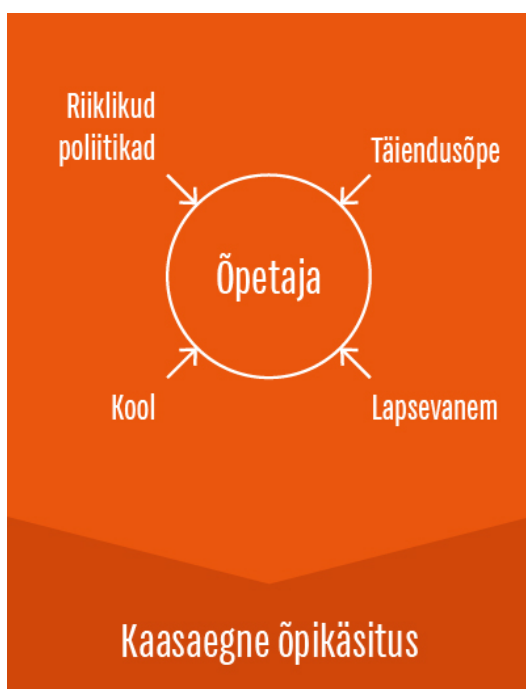 Riiklikud
poliitikad
Täiendusõpe
Õpetaja
Kool
Lapsevanem
Kaasaegne õpikäsitus